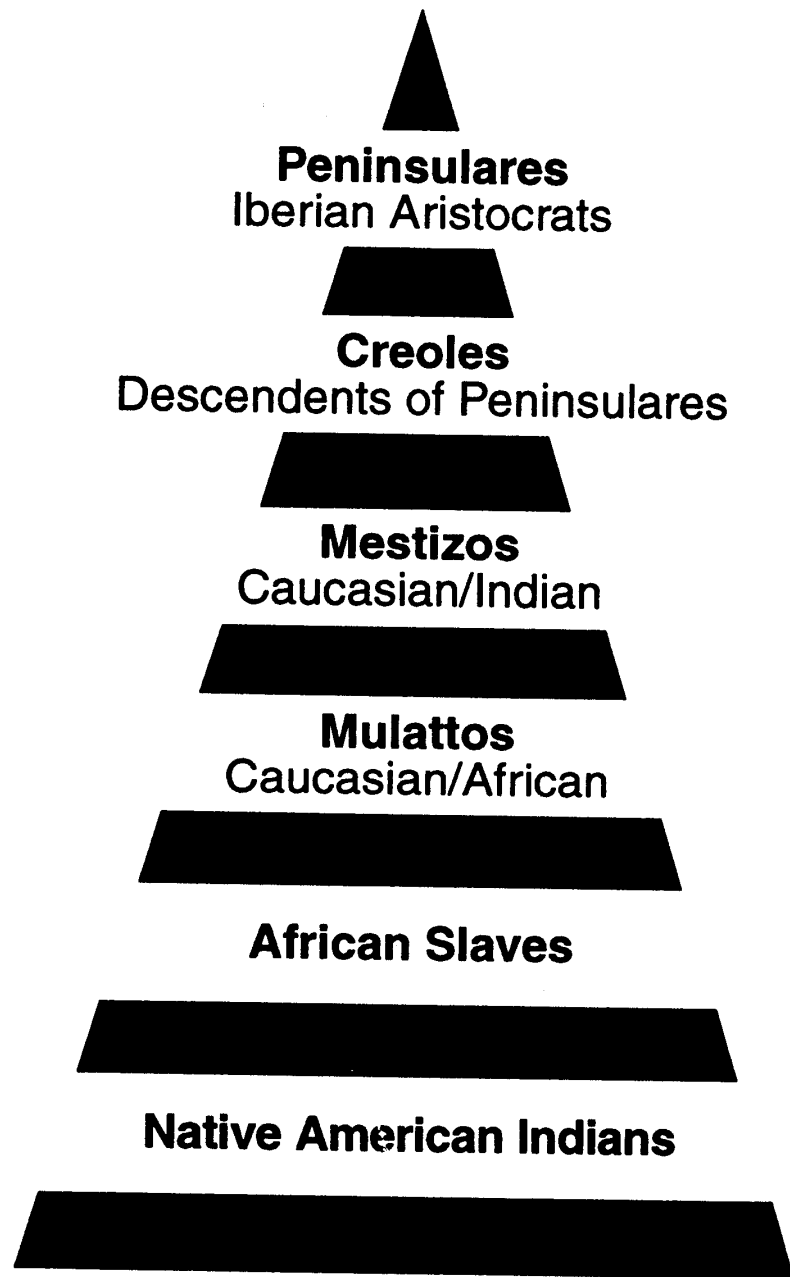 Peninsulares
Iberian Aristocrats
Creoles
Descendents of Peninsulares
Mestizos
Caucasian/Indian
Mulattos
Caucasian/African
African Slaves
Native American Indians